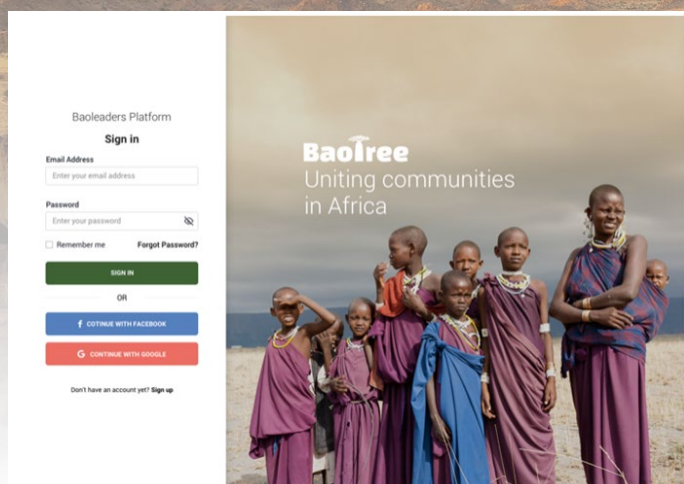 Baoleaders Platform
Sign in
Email Address
Enter your email address
Password
Enter your password
Remember me Forgot Password?
SIGN IN
OR
f COTINUE WITH FACEBOOK
G CONTINUE WITH GOOGLE
Don't have an account yet? Sign up
BaoTree
Uniting communities
in Africa